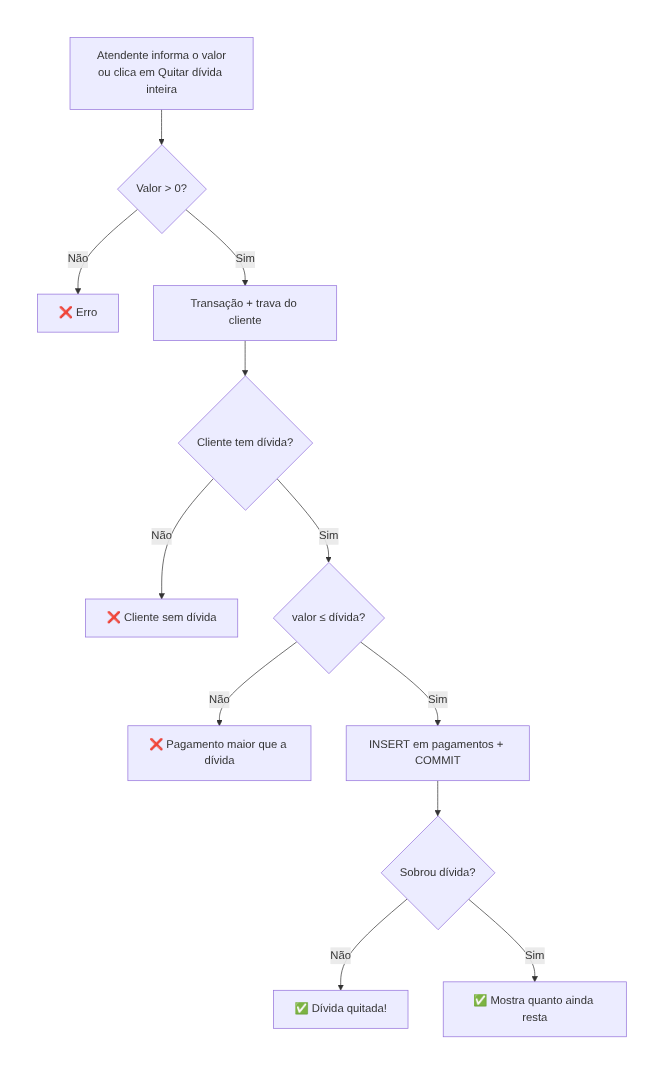 Atendente informa o valor
ou clica em Quitar dívida
inteira
Valor > 0?
Não
Sim
❌ Erro
Transação + trava do
cliente
Cliente tem dívida?
Não
Sim
❌ Cliente sem dívida
valor ≤ dívida?
Não
Sim
❌ Pagamento maior que a
dívida
INSERT em pagamentos +
COMMIT
Sobrou dívida?
Não
Sim
✅ Dívida quitada!
✅ Mostra quanto ainda
resta